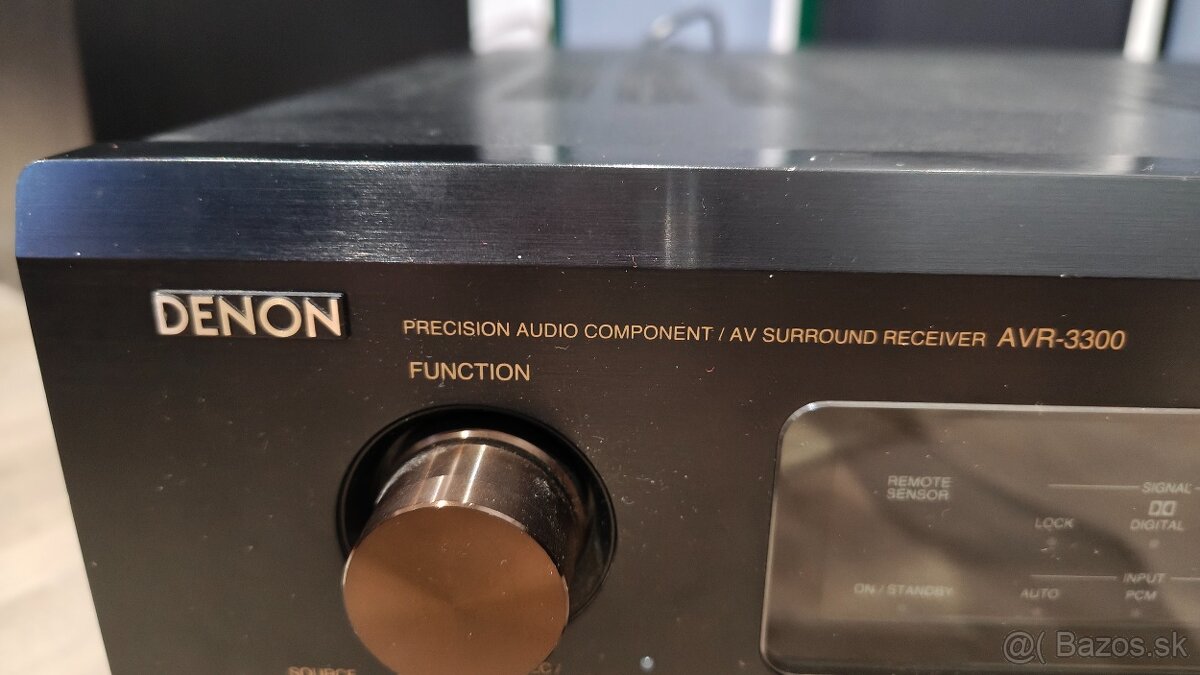 DENON
PRECISION AUDIO COMPONENT / AV SURROUND RECEIVER AVR-3300
FUNCTION
REMOTE
SENSOR
SIGNAL
LOCK
DIGITAL
INPUT
ON / STANDBY
AUTO
PCM
SOURCE
@( Bazos.sk